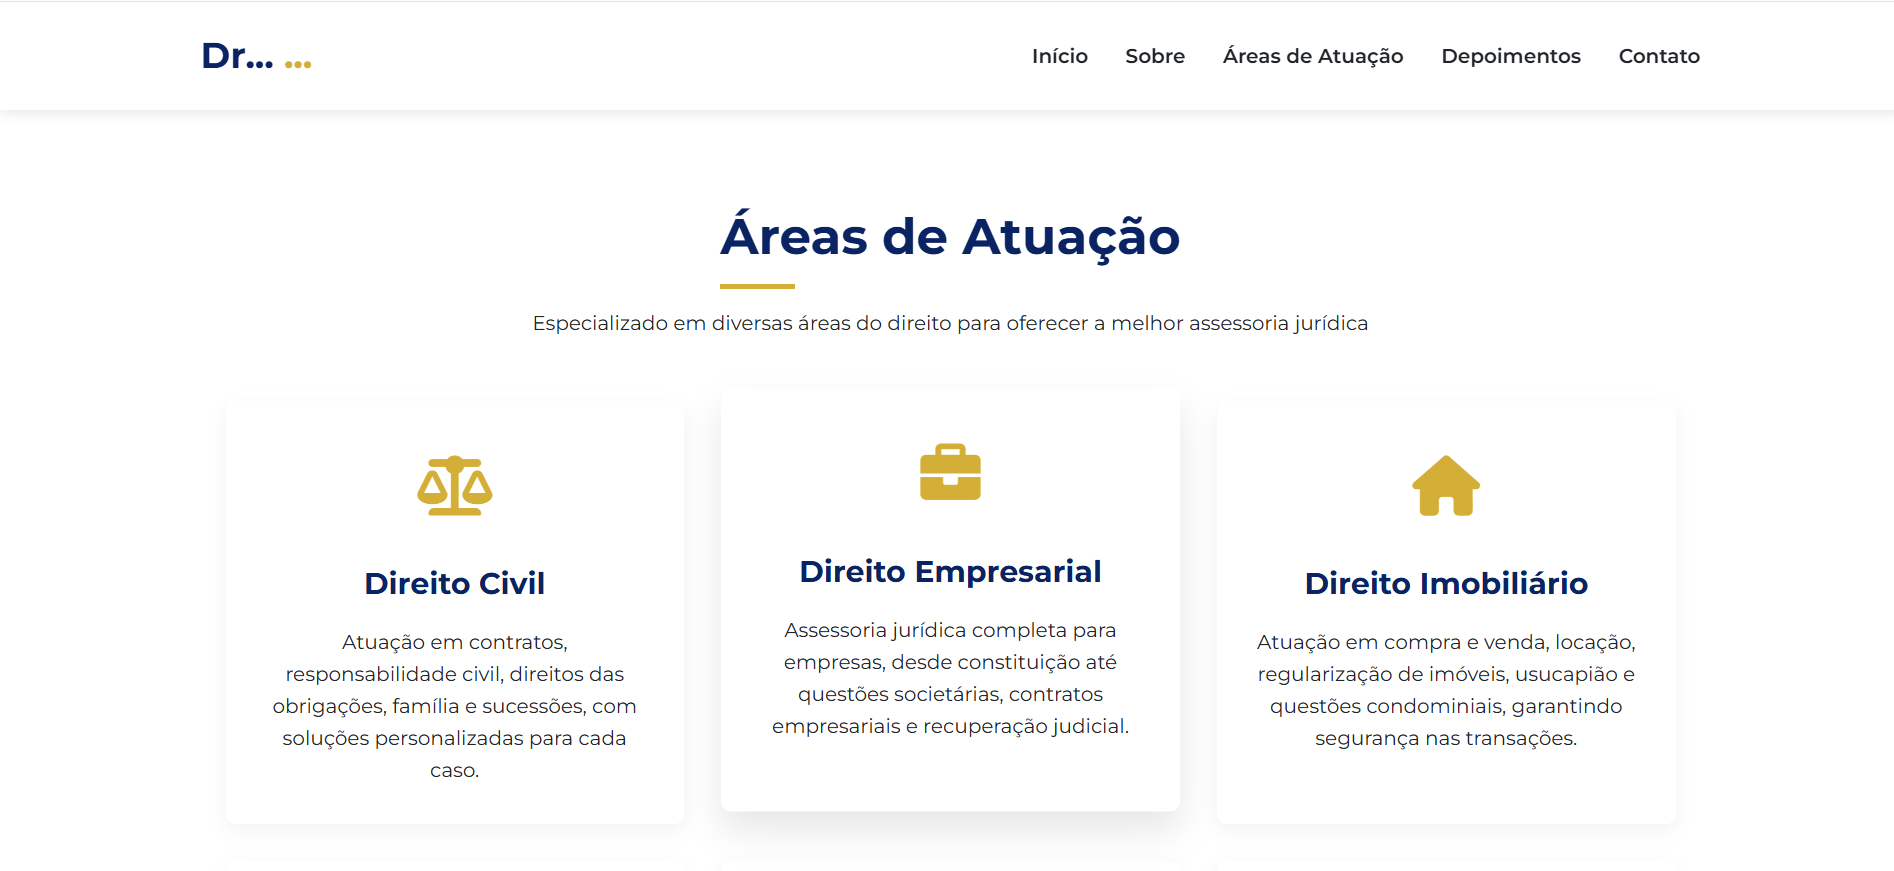 Dr... ...
Início
Sobre
Áreas de Atuação
Depoimentos
Contato
Áreas de Atuação
Especializado em diversas áreas do direito para oferecer a melhor assessoria jurídica
Direito Civil
Atuação em contratos,
responsabilidade civil, direitos das
obrigações, família e sucessões, com
soluções personalizadas para cada
caso.
Direito Empresarial
Assessoria jurídica completa para
empresas, desde constituição até
questões societárias, contratos
empresariais e recuperação judicial.
Direito Imobiliário
Atuação em compra e venda, locação,
regularização de imóveis, usucapião e
questões condominiais, garantindo
segurança nas transações.